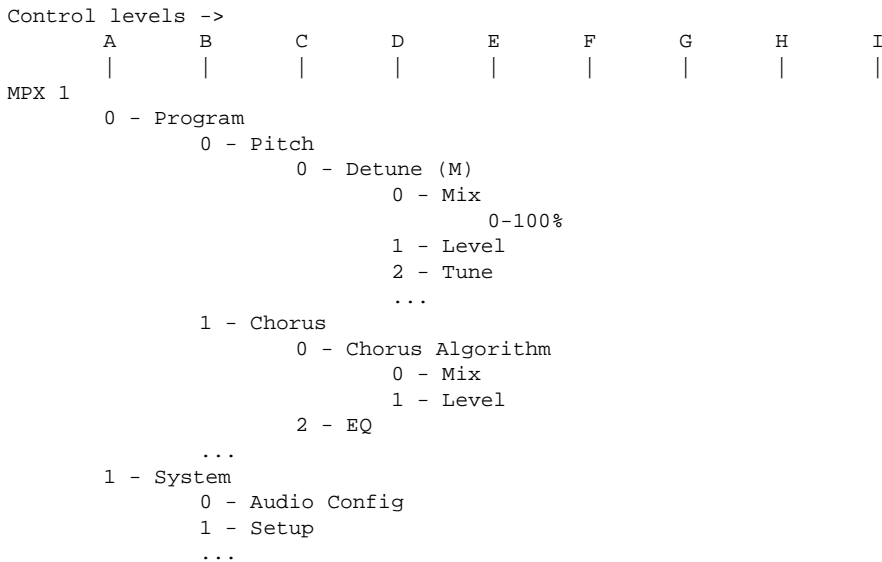 Control levels ->
A B C D E F G H I
| | | | | | | | |
MPX 1
0 - Program
0 - Pitch
0 - Detune (M)
0 - Mix
0-100%
1 - Level
2 - Tune
...
1 - Chorus
0 - Chorus Algorithm
0 - Mix
1 - Level
2 - EQ
...
1 - System
0 - Audio Config
1 - Setup
...